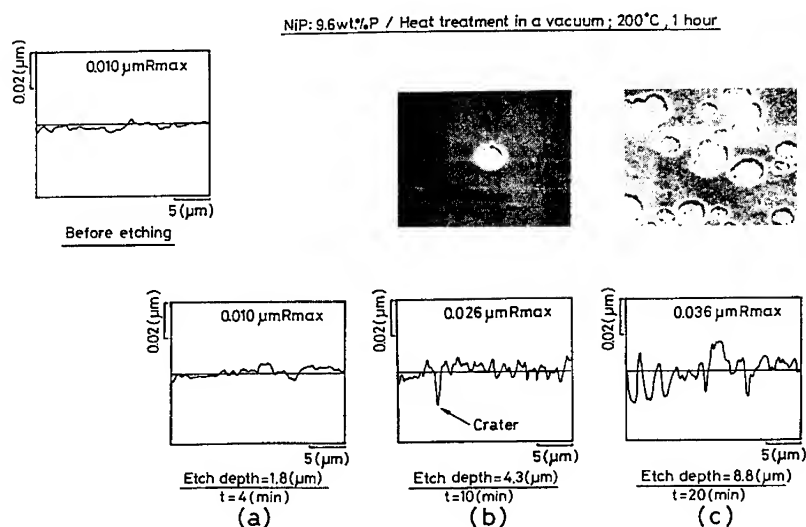 NiP: 9.6wt.%P / Heat treatment in a vacuum ; 200°C , 1 hour
0.02 (μm)
0.010 μmRmax
5 (μm)
Before etching
0.02 (μm)
0.010 μmRmax
5 (μm)
Etch depth=1.8(μm)
t=4 (min)
(a)
0.02 (μm)
0.026 μmRmax
Crater
5 (μm)
Etch depth=4.3(μm)
t=10(min)
(b)
0.02 (μm)
0.036 μmRmax
5 (μm)
Etch depth=8.8(μm)
t=20(min)
(c)